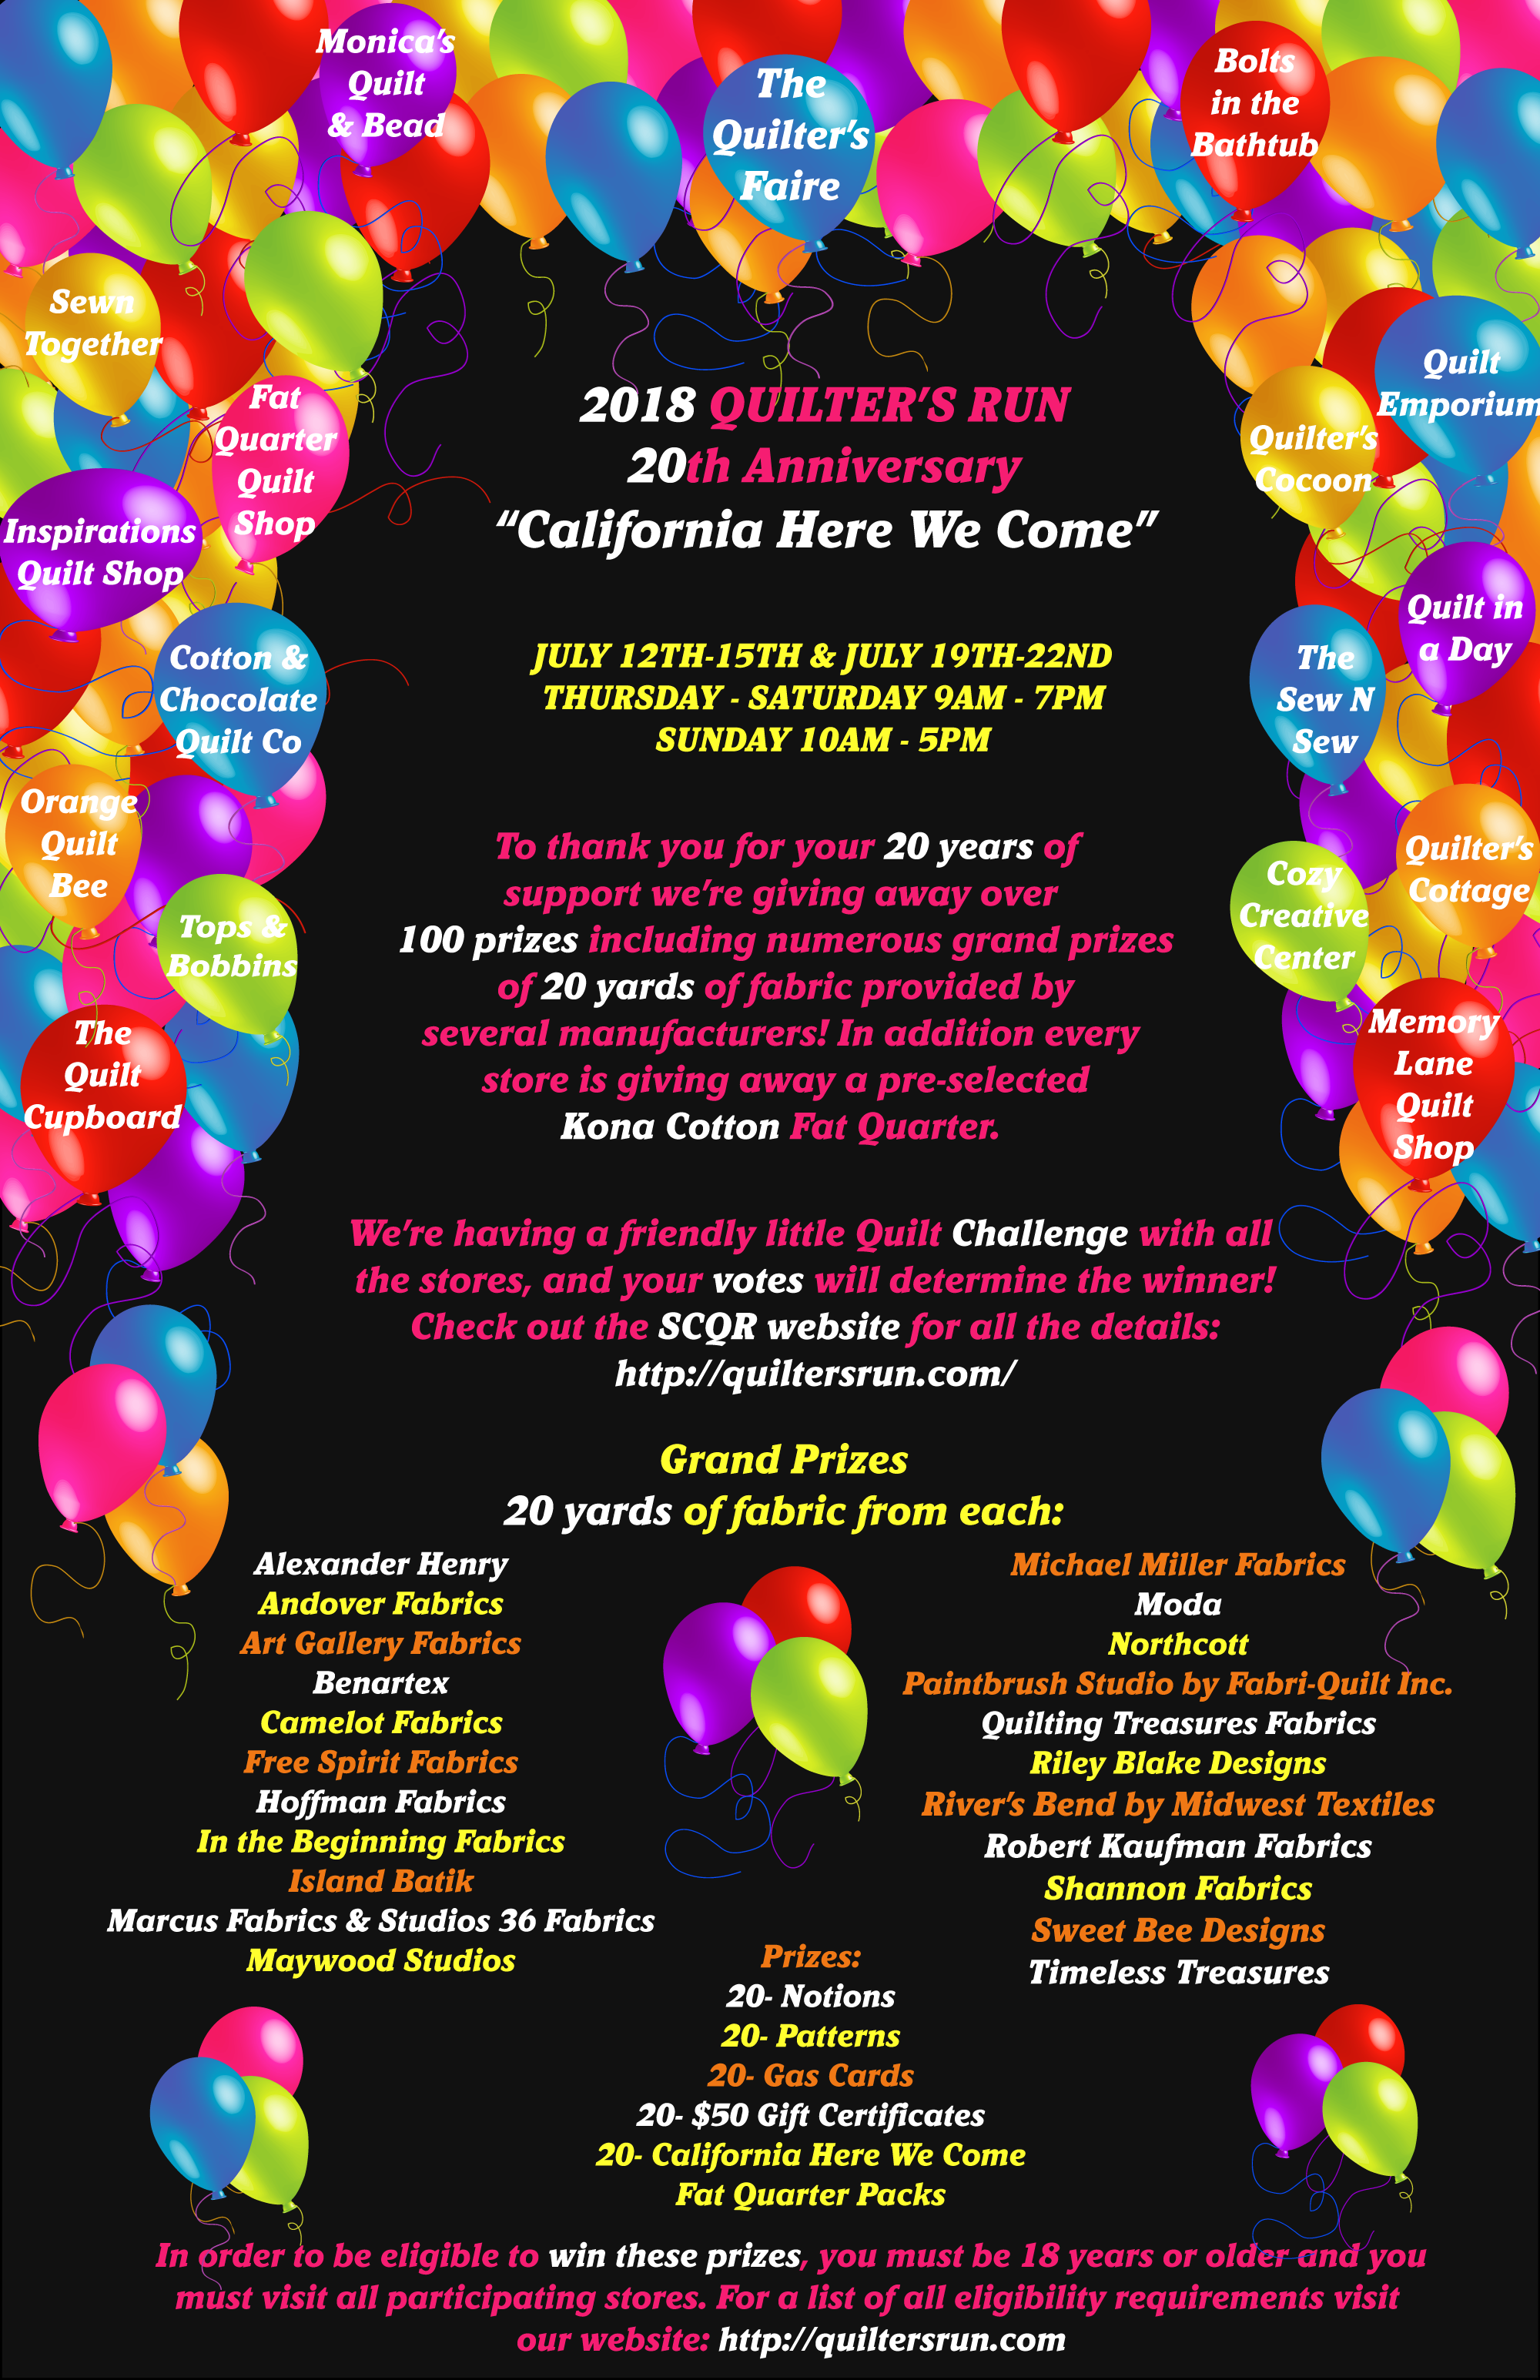 Monica's
Quilt
& Bead
The
Quilter's
Faire
Bolts
in the
Bathtub
Sewn
Together
Fat
Quarter
Quilt
Shop
Inspirations
Quilt Shop
Cotton &
Chocolate
Quilt Co
Orange
Quilt
Bee
Tops &
Bobbins
The
Quilt
Cupboard
Quilt
Emporium
Quilter's
Cocoon
Quilt in
a Day
The
Sew N
Sew
Quilter's
Cottage
Cozy
Creative
Center
Memory
Lane
Quilt
Shop
2018 QUILTER'S RUN
20th Anniversary
“California Here We Come”
JULY 12TH-15TH & JULY 19TH-22ND
THURSDAY - SATURDAY 9AM - 7PM
SUNDAY 10AM - 5PM
To thank you for your 20 years of
support we're giving away over
100 prizes including numerous grand prizes
of 20 yards of fabric provided by
several manufacturers! In addition every
store is giving away a pre-selected
Kona Cotton Fat Quarter.
We're having a friendly little Quilt Challenge with all
the stores, and your votes will determine the winner!
Check out the SCQR website for all the details:
http://quiltersrun.com/
Grand Prizes
20 yards of fabric from each:
Alexander Henry
Andover Fabrics
Art Gallery Fabrics
Benartex
Camelot Fabrics
Free Spirit Fabrics
Hoffman Fabrics
In the Beginning Fabrics
Island Batik
Marcus Fabrics & Studios 36 Fabrics
Maywood Studios
Michael Miller Fabrics
Moda
Northcott
Paintbrush Studio by Fabri-Quilt Inc.
Quilting Treasures Fabrics
Riley Blake Designs
River's Bend by Midwest Textiles
Robert Kaufman Fabrics
Shannon Fabrics
Sweet Bee Designs
Timeless Treasures
Prizes:
20- Notions
20- Patterns
20- Gas Cards
20- $50 Gift Certificates
20- California Here We Come
Fat Quarter Packs
In order to be eligible to win these prizes, you must be 18 years or older and you
must visit all participating stores. For a list of all eligibility requirements visit
our website: http://quiltersrun.com